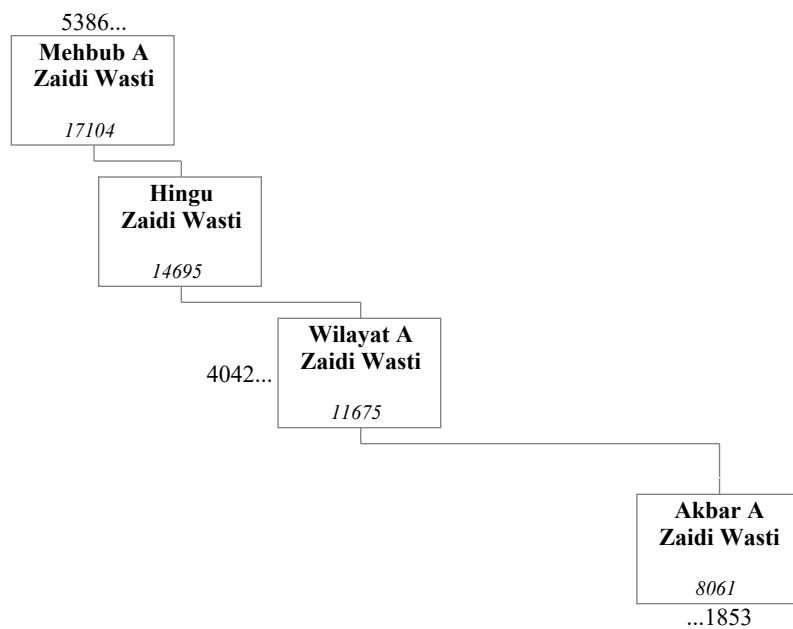 5386...
Mehbub A
Zaidi Wasti
17104
Hingu
Zaidi Wasti
14695
Wilayat A
Zaidi Wasti
4042...
11675
Akbar A
Zaidi Wasti
8061
...1853